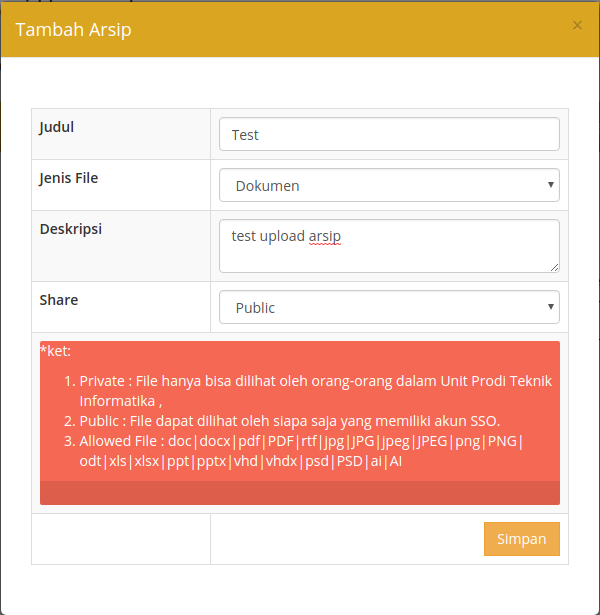 Tambah Arsip ×
Judul Test
Jenis File Dokumen
Deskripsi test upload arsip
Share Public
*ket:
1. Private : File hanya bisa dilihat oleh orang-orang dalam Unit Prodi Teknik
Informatika ,
2. Public : File dapat dilihat oleh siapa saja yang memiliki akun SSO.
3. Allowed File : doc|docx|pdf|PDF|rtf|jpg|JPG|jpeg|JPEG|png|PNG|
odt|xls|xlsx|ppt|pptx|vhd|vhdx|psd|PSD|ai|AI
Simpan